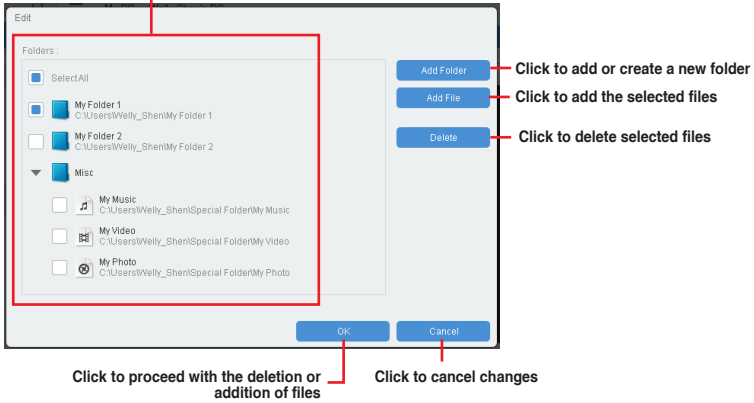 Edit
Folders :
SelectAll
My Folder 1
C:\Users\Welly_Shen\My Folder 1
My Folder 2
C:\Users\Welly_Shen\My Folder 2
Misc
My Music
C:\Users\Welly_Shen\Special Folder\My Music
My Video
C:\Users\Welly_Shen\Special Folder\My Video
My Photo
C:\Users\Welly_Shen\Special Folder\My Photo
Add Folder
Click to add or create a new folder
Add File
Click to add the selected files
Delete
Click to delete selected files
OK
Cancel
Click to proceed with the deletion or
addition of files
Click to cancel changes